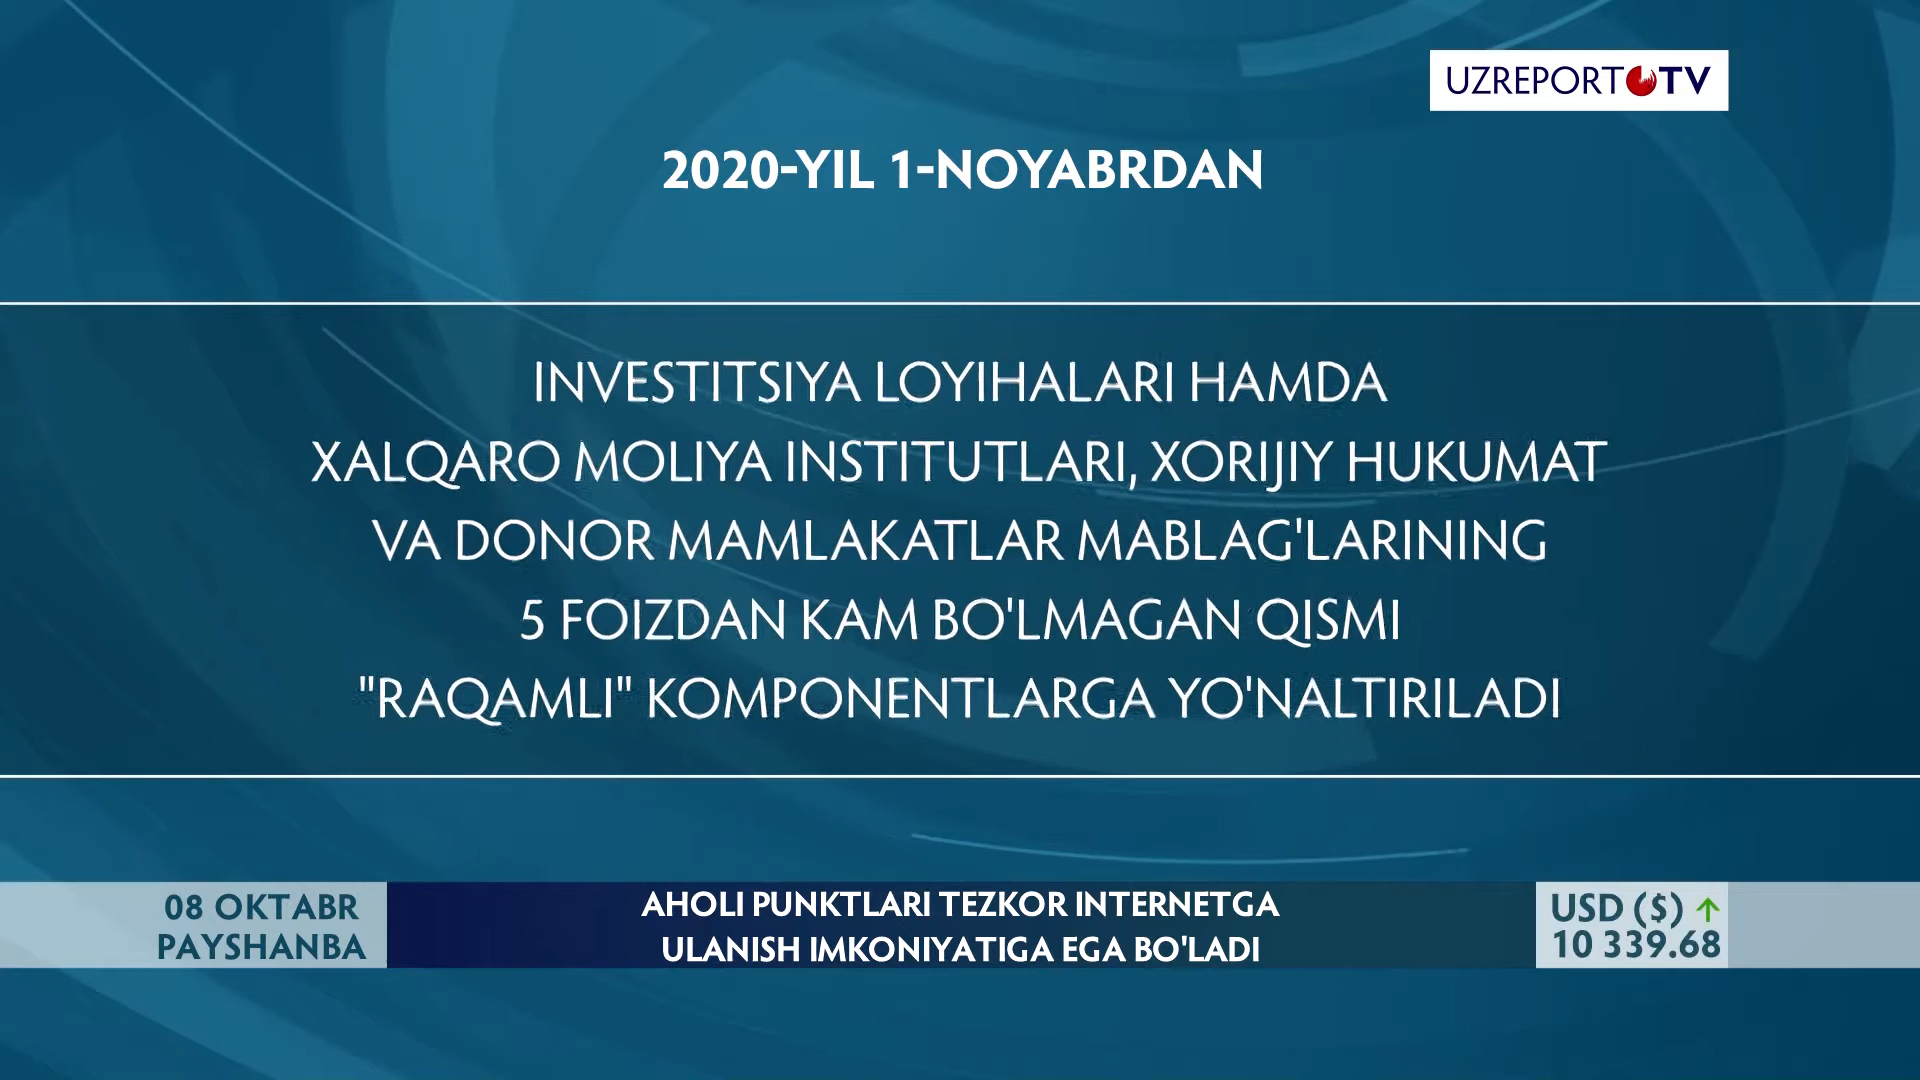 UZREPORT TV
2020-YIL 1-NOYABRDAN
INVESTITSIYA LOYIHALARI HAMDA
XALQARO MOLIYA INSTITUTLARI, XORIJIY HUKUMAT
VA DONOR MAMLAKATLAR MABLAG'LARINING
5 FOIZDAN KAM BO'LMAGAN QISMI
"RAQAMLI" KOMPONENTLARGA YO'NALTIRILADI
08 OKTABR
PAYSHANBA
AHOLI PUNKTLARI TEZKOR INTERNETGA
ULANISH IMKONIYATIGA EGA BO'LADI
USD ($) ↑
10 339.68